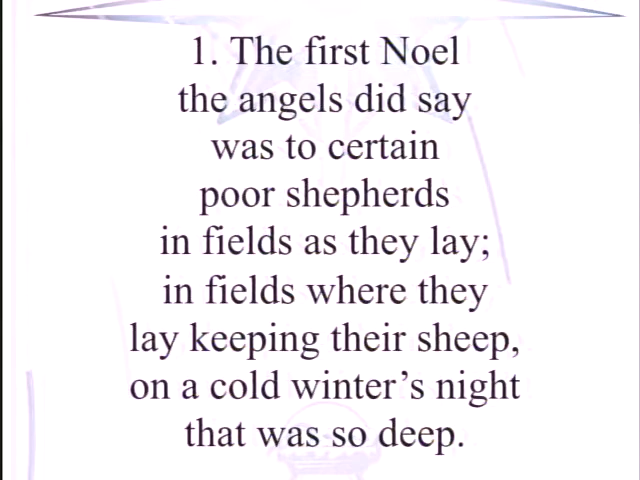 1. The first Noel
the angels did say
was to certain
poor shepherds
in fields as they lay;
in fields where they
lay keeping their sheep,
on a cold winter’s night
that was so deep.